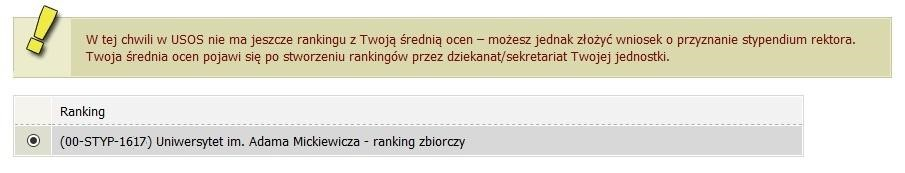 W tej chwili w USOS nie ma jeszcze rankingu z Twoją średnią ocen – możesz jednak złożyć wniosek o przyznanie stypendium rektora.
Twoja średnia ocen pojawi się po stworzeniu rankingów przez dziekanat/sekretariat Twojej jednostki.
Ranking
(00-STYP-1617) Uniwersytet im. Adama Mickiewicza - ranking zbiorczy